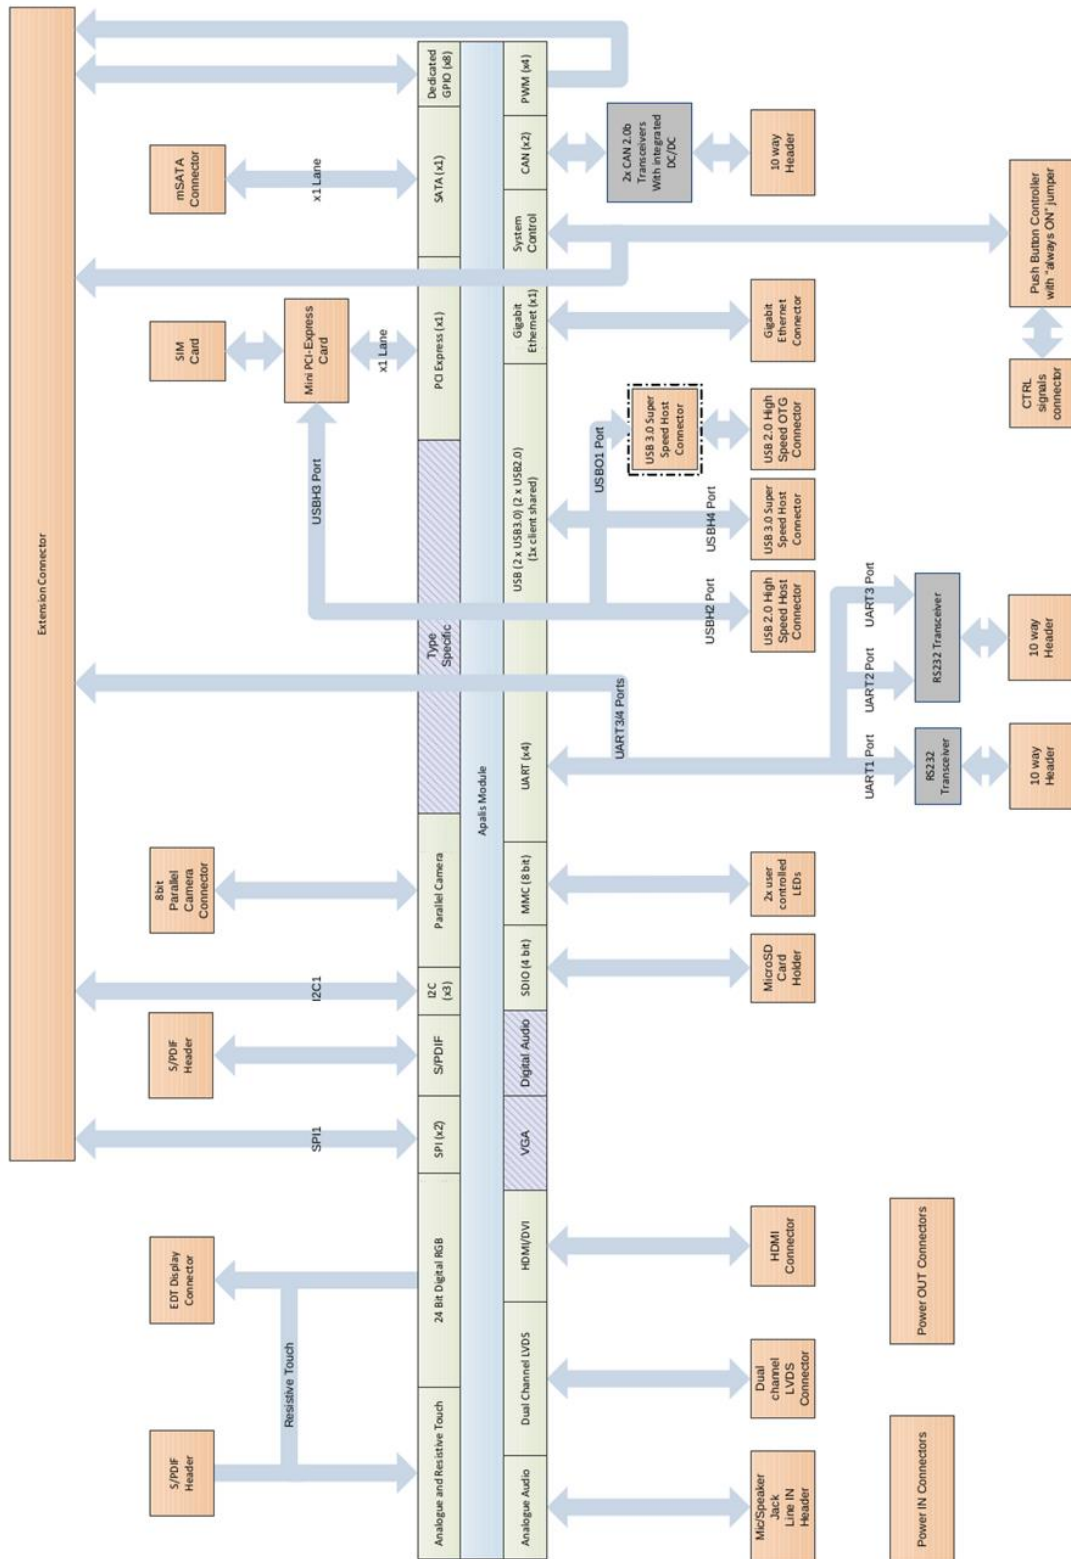 Extension Connector
mSATA
Connector
x1 Lane
SIM
Card
Mini PCI-Express
Card
x1 Lane
USBH3 Port
8bit
Parallel
Camera
Connector
I2C1
S/PDIF
Header
SPI1
EDT Display
Connector
Resistive Touch
S/PDIF
Header
Dedicated
GPIO (x8)
SATA (x1)
PCI Express (x1)
Type
Specific
Parallel Camera
I2C
(x3)
S/PDIF
SPI (x2)
24 Bit Digital RGB
Analogue and Resistive Touch
Apalis Module
PWM (x4)
CAN (x2)
System
Control
Gigabit
Ethernet (x1)
USB (2 x USB3.0) (2 x USB2.0)
(1x client shared)
UART (x4)
MMC (8 bit)
SDIO (4 bit)
Digital Audio
VGA
HDMI/DVI
Dual Channel LVDS
Analogue Audio
2x CAN 2.0b
Transceivers
With integrated
DC/DC
10 way
Header
Push Button Controller
with "always ON" jumper
CTRL
signals
connector
Gigabit
Ethernet
Connector
USBO1 Port
USB 3.0 Super
Speed Host
Connector
USB 2.0 High
Speed OTG
Connector
USBH4 Port
USB 3.0 Super
Speed Host
Connector
USBH2 Port
USB 2.0 High
Speed Host
Connector
UART3/4 Ports
UART3 Port
UART2 Port
UART1 Port
RS232 Transceiver
10 way
Header
RS232
Transceiver
10 way
Header
2x user
controlled
LEDs
MicroSD
Card
Holder
HDMI
Connector
Dual
channel
LVDS
Connector
Mic/Speaker
Jack
Line IN
Header
Power OUT Connectors
Power IN Connectors